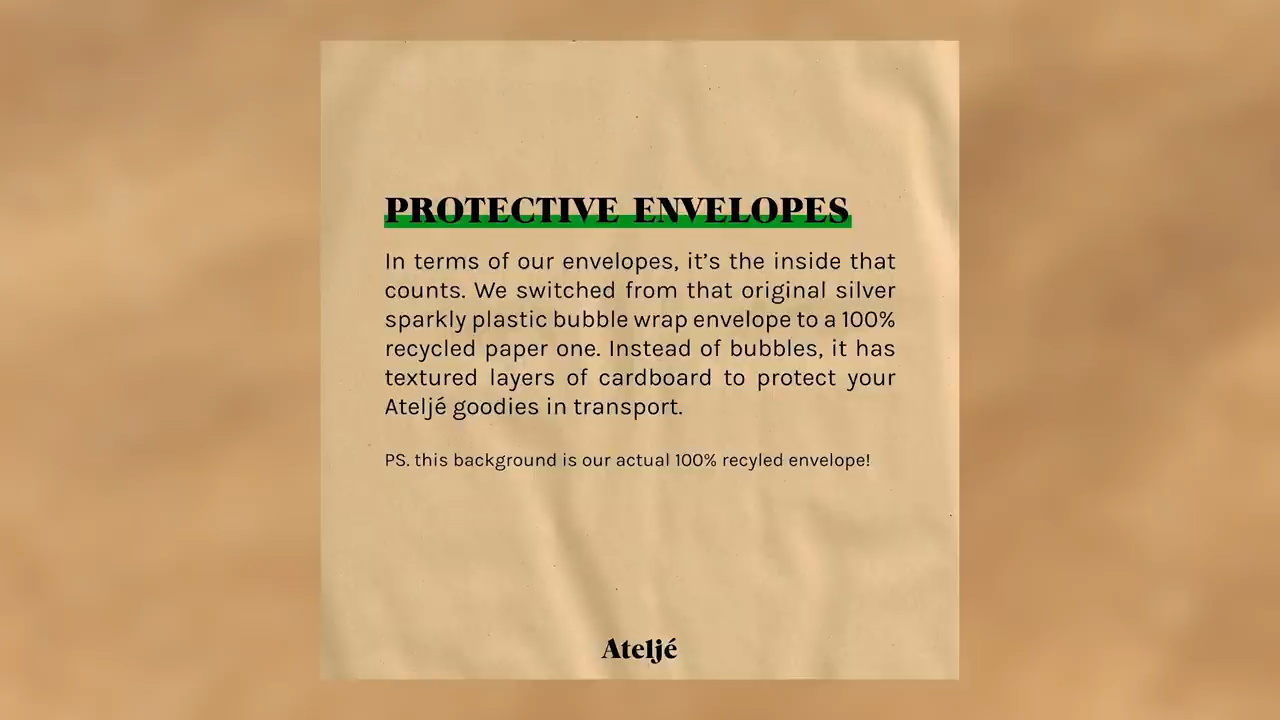 PROTECTIVE ENVELOPES
In terms of our envelopes, it’s the inside that
counts. We switched from that original silver
sparkly plastic bubble wrap envelope to a 100%
recycled paper one. Instead of bubbles, it has
textured layers of cardboard to protect your
Ateljé goodies in transport.
PS. this background is our actual 100% recyled envelope!
Ateljé